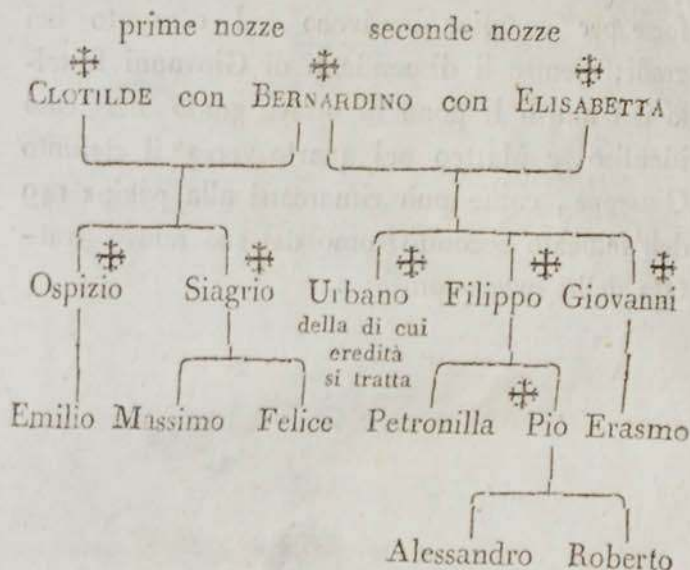 prime nozze seconde nozze
CLOTILDE con BERNARDINO con ELISABETTA
Ospizio Siagrio Urbano Filippo Giovanni
della di cui
eredità
si tratta
Emilio Massimo Felice Petronilla Pio Erasmo
Alessandro Roberto